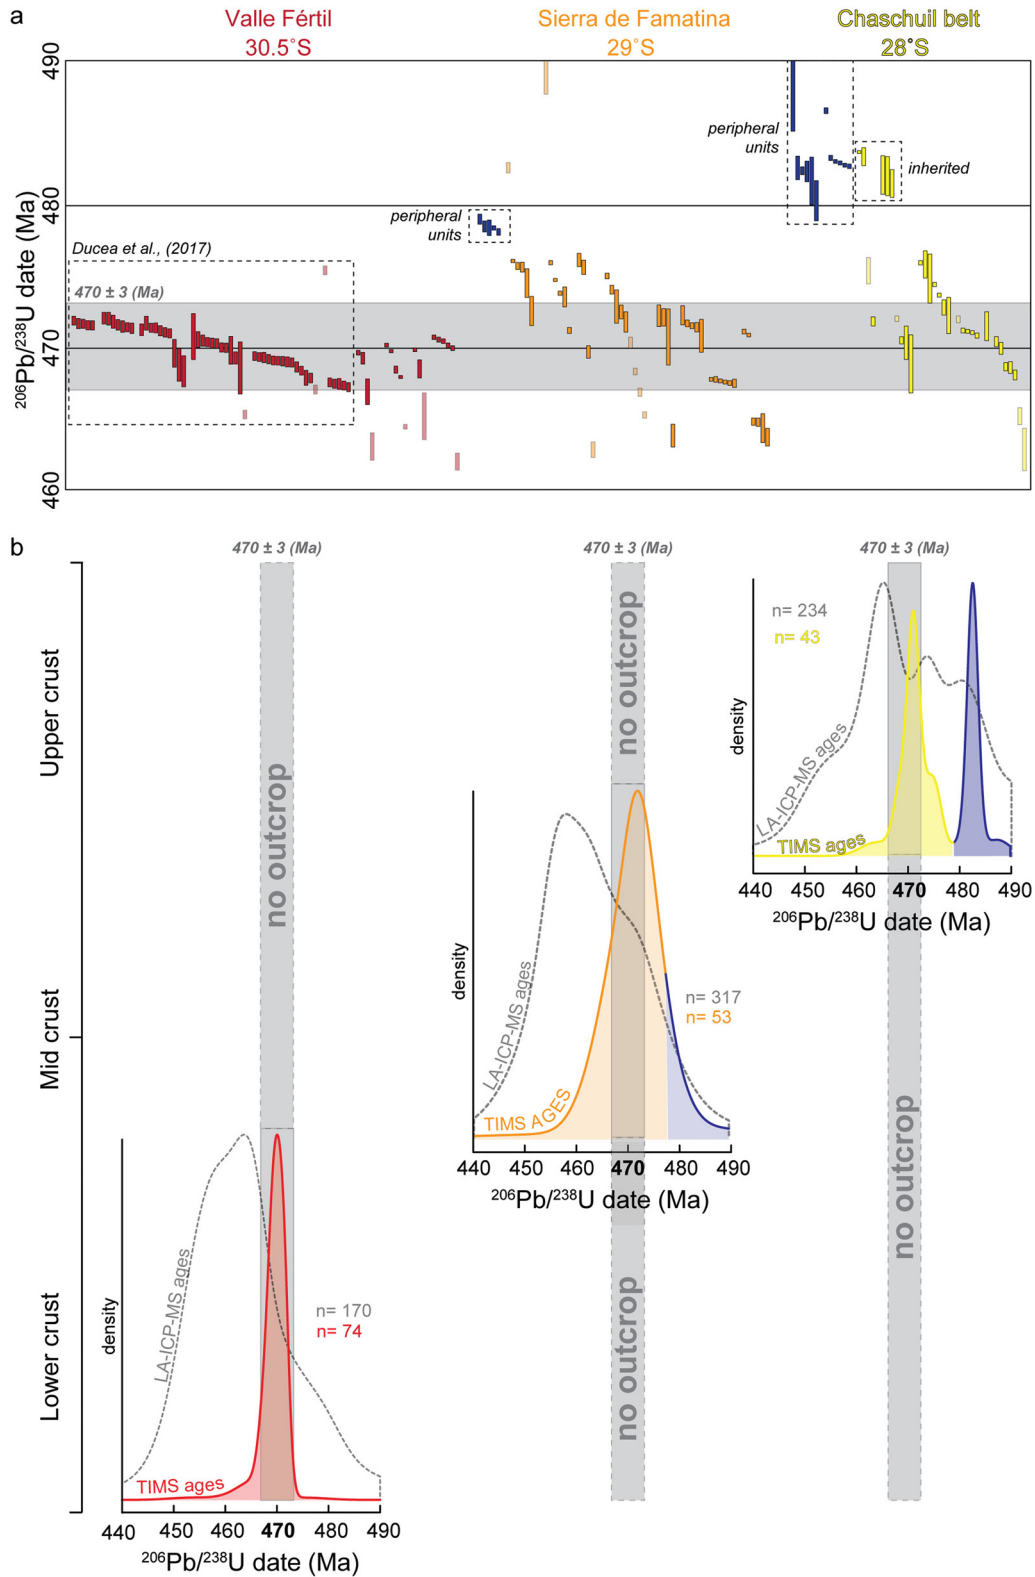 a
Valle Fértil
30.5°S
Sierra de Famatina
29°S
Chaschuil belt
28°S
206Pb/238U date (Ma)
490
480
470
460
peripheral
units
inherited
peripheral
units
Ducea et al., (2017)
470 ± 3 (Ma)
b
470 ± 3 (Ma)
470 ± 3 (Ma)
470 ± 3 (Ma)
Upper crust
Mid crust
Lower crust
no outcrop
no outcrop
density
n= 234
n= 43
LA-ICP-MS ages
TIMS ages
440 450 460 470 480 490
206Pb/238U date (Ma)
density
LA-ICP-MS ages
n= 317
n= 53
TIMS AGES
440 450 460 470 480 490
206Pb/238U date (Ma)
no outcrop
no outcrop
density
LA-ICP-MS ages
n= 170
n= 74
TIMS ages
440 450 460 470 480 490
206Pb/238U date (Ma)